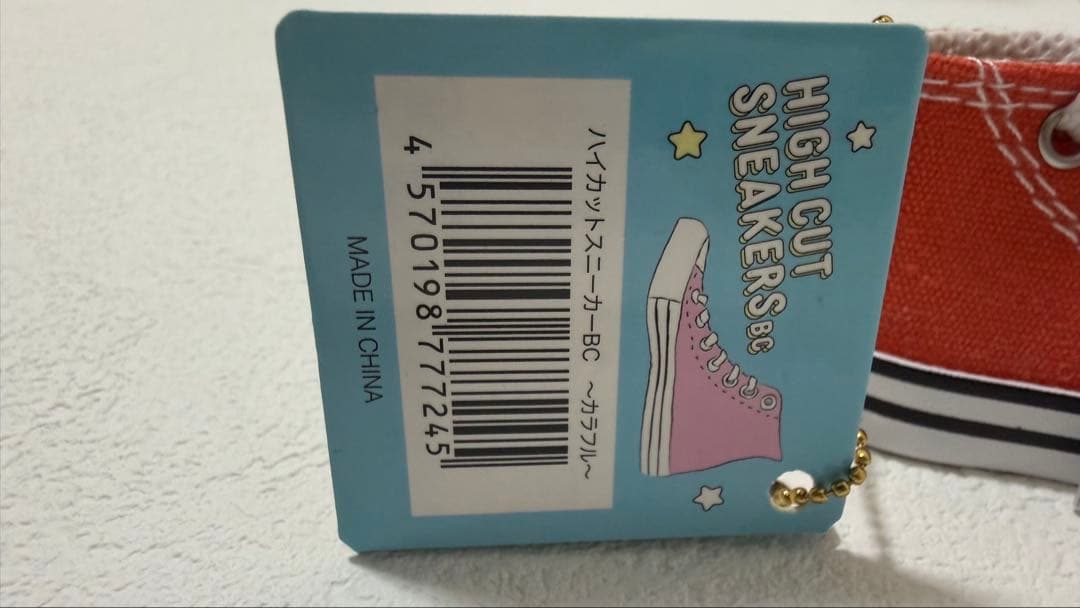 HIGH CUT
SNEAKERS BC
ハイカットスニーカーBC ～カラフル～
4 570198 777245
MADE IN CHINA